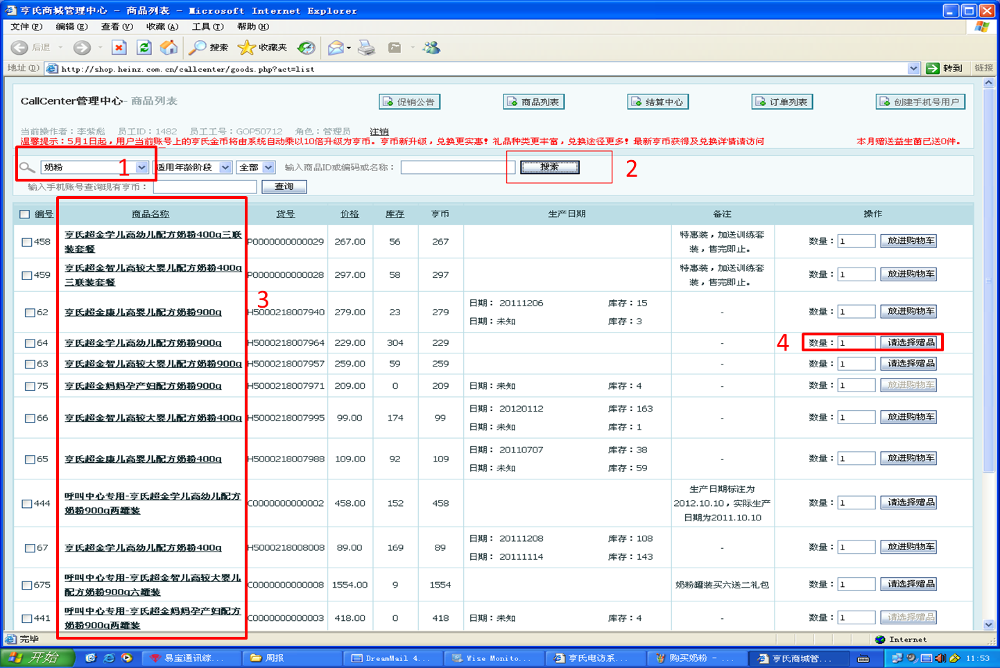 亨氏商城管理中心 - 商品列表 - Microsoft Internet Explorer
文件(F) 编辑(E) 查看(V) 收藏(A) 工具(T) 帮助(H)
后退 搜索 收藏夹
地址(D) http://shop.heinz.com.cn/callcenter/goods.php?act=list 转到 链接
CallCenter管理中心- 商品列表 促销公告 商品列表 结算中心 订单列表 创建手机号用户
当前操作者：李紫彪 员工ID：1482 员工工号：GOP50712 角色：管理员 注销
温馨提示：5月1日起，用户当前账号上的亨氏金币将由系统自动乘以10倍升级为亨币。亨币新升级，兑换更实惠！礼品种类更丰富，兑换途径更多！最新亨币获得及兑换详情请访问 本月赠送益生菌已送0件。
奶粉 1 适用年龄阶段 全部 输入商品ID或编码或名称： 搜索 2
输入手机账号查询现有亨币： 查询
编号 商品名称 货号 价格 库存 亨币 生产日期 备注 操作
458 亨氏超金学儿高幼儿配方奶粉400g三联装套餐 P0000000000029 267.00 56 267 特惠装，加送训练套装，售完即止。 数量：1 放进购物车
459 亨氏超金智儿高较大婴儿配方奶粉400g三联装套餐 P0000000000028 297.00 58 297 特惠装，加送训练套装，售完即止。 数量：1 放进购物车
3
62 亨氏超金康儿高婴儿配方奶粉900g H5000218007940 279.00 23 279 日期：20111206 库存：15 - 数量：1 放进购物车
日期：未知 库存：3
64 亨氏超金学儿高幼儿配方奶粉900g H5000218007964 229.00 304 229 - 4 数量：1 请选择赠品
63 亨氏超金智儿高较大婴儿配方奶粉900g H5000218007957 259.00 59 259 - 数量：1 请选择赠品
75 亨氏超金妈妈孕产妇配方奶粉900g H5000218007971 209.00 0 209 日期：未知 库存：4 - 数量：1 放进购物车
66 亨氏超金智儿高较大婴儿配方奶粉400g H5000218007995 99.00 174 99 日期：20120112 库存：163 - 数量：1 放进购物车
日期：未知 库存：1
65 亨氏超金康儿高婴儿配方奶粉400g H5000218007988 109.00 92 109 日期：20110707 库存：38 - 数量：1 放进购物车
日期：未知 库存：59
444 呼叫中心专用-亨氏超金学儿高幼儿配方奶粉900g两罐装 C0000000000002 458.00 152 458 生产日期标注为2012.10.10，实际生产日期为2011.10.10 数量：1 请选择赠品
67 亨氏超金学儿高幼儿配方奶粉400g H5000218008008 89.00 169 89 日期：20111208 库存：108 - 数量：1 放进购物车
日期：20111114 库存：143
675 呼叫中心专用-亨氏超金智儿高较大婴儿配方奶粉900g六罐装 C0000000000008 1554.00 9 1554 奶粉罐装买六送二礼包 数量：1 请选择赠品
441 呼叫中心专用-亨氏超金妈妈孕产妇配方奶粉900g两罐装 C0000000000003 418.00 0 418 日期：未知 库存：4 - 数量：1 请选择赠品
完毕 Internet
开始 易宝通讯综... 周报 DreamMail 4... Wise Monito... 亨氏电访系... 购买奶粉 - ... 亨氏商城管... 11:53